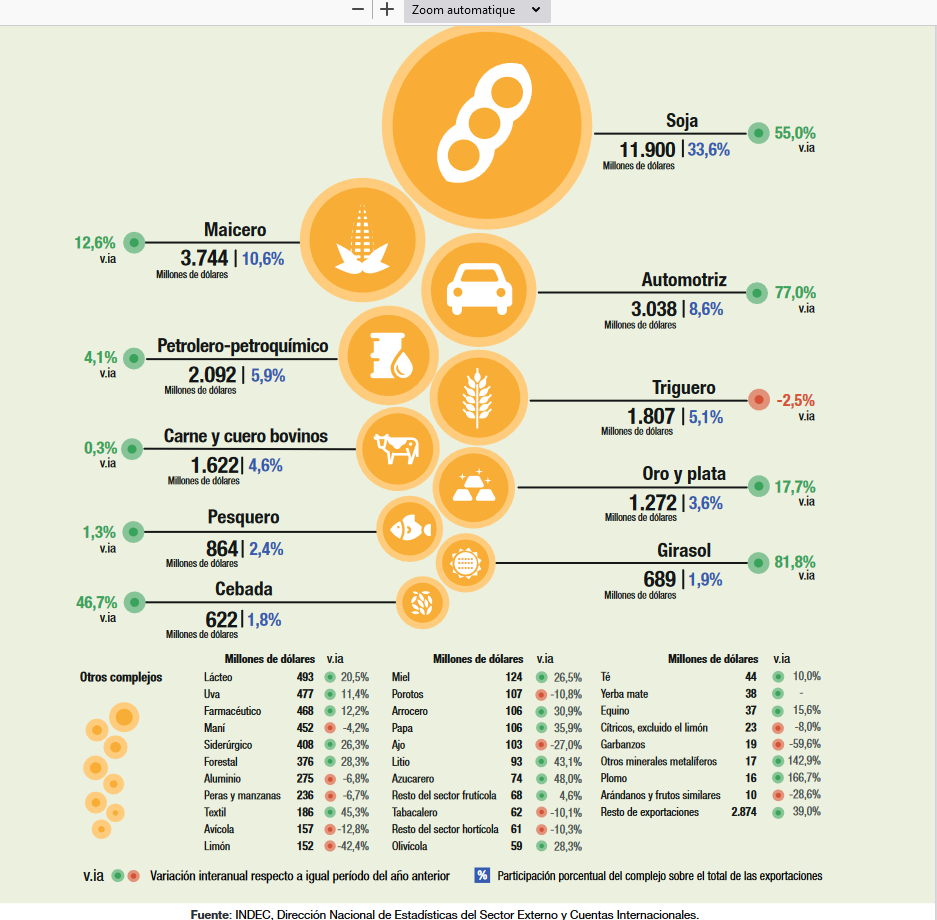 Zoom automatique
Soja
11.900 | 33,6%
Millones de dólares
55,0%
v.ia
Maicero
3.744 | 10,6%
Millones de dólares
12,6%
v.ia
Automotriz
3.038 | 8,6%
Millones de dólares
77,0%
v.ia
Petrolero-petroquímico
2.092 | 5,9%
Millones de dólares
4,1%
v.ia
Triguero
1.807 | 5,1%
Millones de dólares
-2,5%
v.ia
Carne y cuero bovinos
1.622 | 4,6%
Millones de dólares
0,3%
v.ia
Oro y plata
1.272 | 3,6%
Millones de dólares
17,7%
v.ia
Pesquero
864 | 2,4%
Millones de dólares
1,3%
v.ia
Girasol
689 | 1,9%
Millones de dólares
81,8%
v.ia
Cebada
622 | 1,8%
Millones de dólares
46,7%
v.ia
Otros complejos
Millones de dólares v.ia
Lácteo 493 20,5%
Uva 477 11,4%
Farmacéutico 468 12,2%
Maní 452 -4,2%
Siderúrgico 408 26,3%
Forestal 376 28,3%
Aluminio 275 -6,8%
Peras y manzanas 236 -6,7%
Textil 186 45,3%
Avícola 157 -12,8%
Limón 152 -42,4%
Millones de dólares v.ia
Miel 124 26,5%
Porotos 107 -10,8%
Arrocero 106 30,9%
Papa 106 35,9%
Ajo 103 -27,0%
Litio 93 43,1%
Azucarero 74 48,0%
Resto del sector frutícola 68 4,6%
Tabacalero 62 -10,1%
Resto del sector hortícola 61 -10,3%
Olivícola 59 28,3%
Millones de dólares v.ia
Té 44 10,0%
Yerba mate 38 -
Equino 37 15,6%
Cítricos, excluido el limón 23 -8,0%
Garbanzos 19 -59,6%
Otros minerales metalíferos 17 142,9%
Plomo 16 166,7%
Arándanos y frutos similares 10 -28,6%
Resto de exportaciones 2.874 39,0%
v.ia Variación interanual respecto a igual período del año anterior
% Participación porcentual del complejo sobre el total de las exportaciones
Fuente: INDEC, Dirección Nacional de Estadísticas del Sector Externo y Cuentas Internacionales.